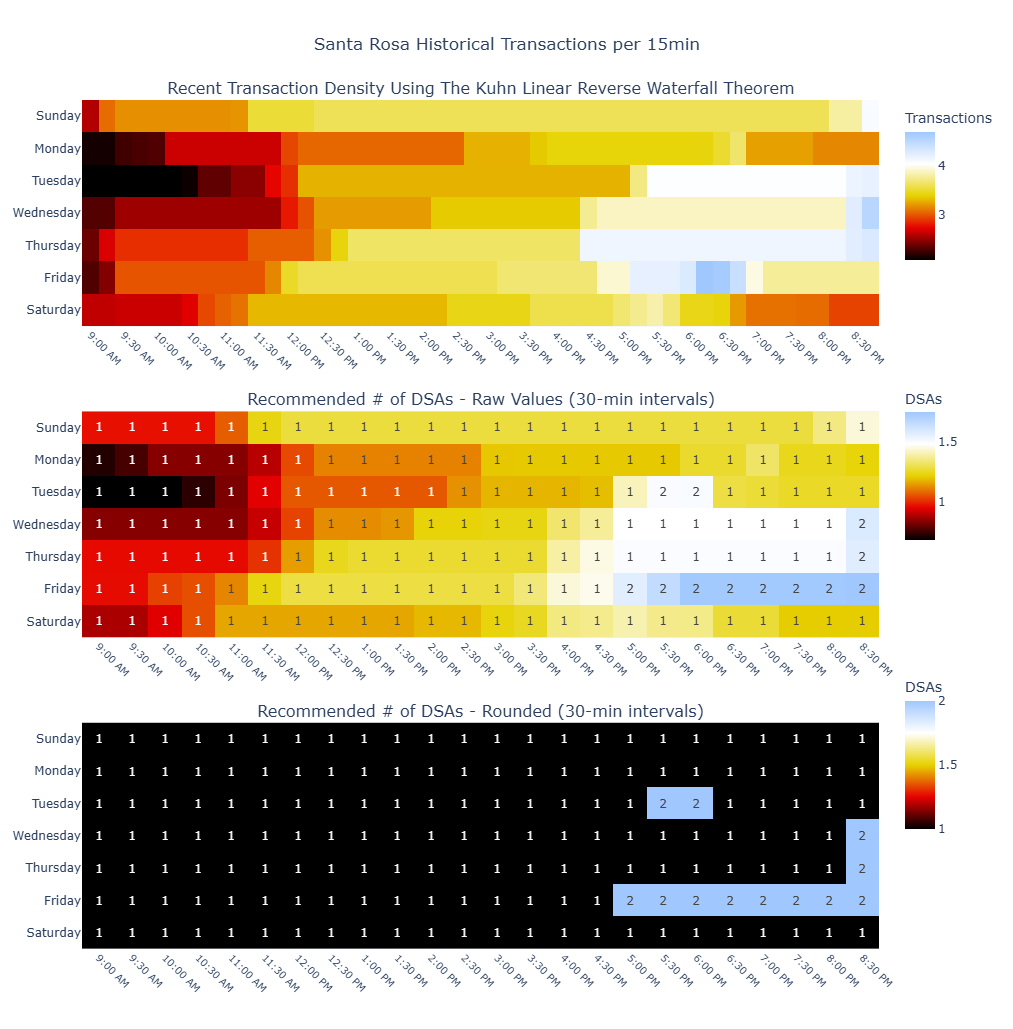 Santa Rosa Historical Transactions per 15min
Recent Transaction Density Using The Kuhn Linear Reverse Waterfall Theorem
Sunday
Monday
Tuesday
Wednesday
Thursday
Friday
Saturday
9:00 AM 9:30 AM 10:00 AM 10:30 AM 11:00 AM 11:30 AM 12:00 PM 12:30 PM 1:00 PM 1:30 PM 2:00 PM 2:30 PM 3:00 PM 3:30 PM 4:00 PM 4:30 PM 5:00 PM 5:30 PM 6:00 PM 6:30 PM 7:00 PM 7:30 PM 8:00 PM 8:30 PM
Transactions
4
3
Recommended # of DSAs - Raw Values (30-min intervals)
Sunday 1 1 1 1 1 1 1 1 1 1 1 1 1 1 1 1 1 1 1 1 1 1 1 1
Monday 1 1 1 1 1 1 1 1 1 1 1 1 1 1 1 1 1 1 1 1 1 1 1 1
Tuesday 1 1 1 1 1 1 1 1 1 1 1 1 1 1 1 1 1 2 2 1 1 1 1 1
Wednesday 1 1 1 1 1 1 1 1 1 1 1 1 1 1 1 1 1 1 1 1 1 1 1 2
Thursday 1 1 1 1 1 1 1 1 1 1 1 1 1 1 1 1 1 1 1 1 1 1 1 2
Friday 1 1 1 1 1 1 1 1 1 1 1 1 1 1 1 1 2 2 2 2 2 2 2 2
Saturday 1 1 1 1 1 1 1 1 1 1 1 1 1 1 1 1 1 1 1 1 1 1 1 1
9:00 AM 9:30 AM 10:00 AM 10:30 AM 11:00 AM 11:30 AM 12:00 PM 12:30 PM 1:00 PM 1:30 PM 2:00 PM 2:30 PM 3:00 PM 3:30 PM 4:00 PM 4:30 PM 5:00 PM 5:30 PM 6:00 PM 6:30 PM 7:00 PM 7:30 PM 8:00 PM 8:30 PM
DSAs
1.5
1
Recommended # of DSAs - Rounded (30-min intervals)
Sunday 1 1 1 1 1 1 1 1 1 1 1 1 1 1 1 1 1 1 1 1 1 1 1 1
Monday 1 1 1 1 1 1 1 1 1 1 1 1 1 1 1 1 1 1 1 1 1 1 1 1
Tuesday 1 1 1 1 1 1 1 1 1 1 1 1 1 1 1 1 1 2 2 1 1 1 1 1
Wednesday 1 1 1 1 1 1 1 1 1 1 1 1 1 1 1 1 1 1 1 1 1 1 1 2
Thursday 1 1 1 1 1 1 1 1 1 1 1 1 1 1 1 1 1 1 1 1 1 1 1 2
Friday 1 1 1 1 1 1 1 1 1 1 1 1 1 1 1 1 2 2 2 2 2 2 2 2
Saturday 1 1 1 1 1 1 1 1 1 1 1 1 1 1 1 1 1 1 1 1 1 1 1 1
9:00 AM 9:30 AM 10:00 AM 10:30 AM 11:00 AM 11:30 AM 12:00 PM 12:30 PM 1:00 PM 1:30 PM 2:00 PM 2:30 PM 3:00 PM 3:30 PM 4:00 PM 4:30 PM 5:00 PM 5:30 PM 6:00 PM 6:30 PM 7:00 PM 7:30 PM 8:00 PM 8:30 PM
DSAs
2
1.5
1